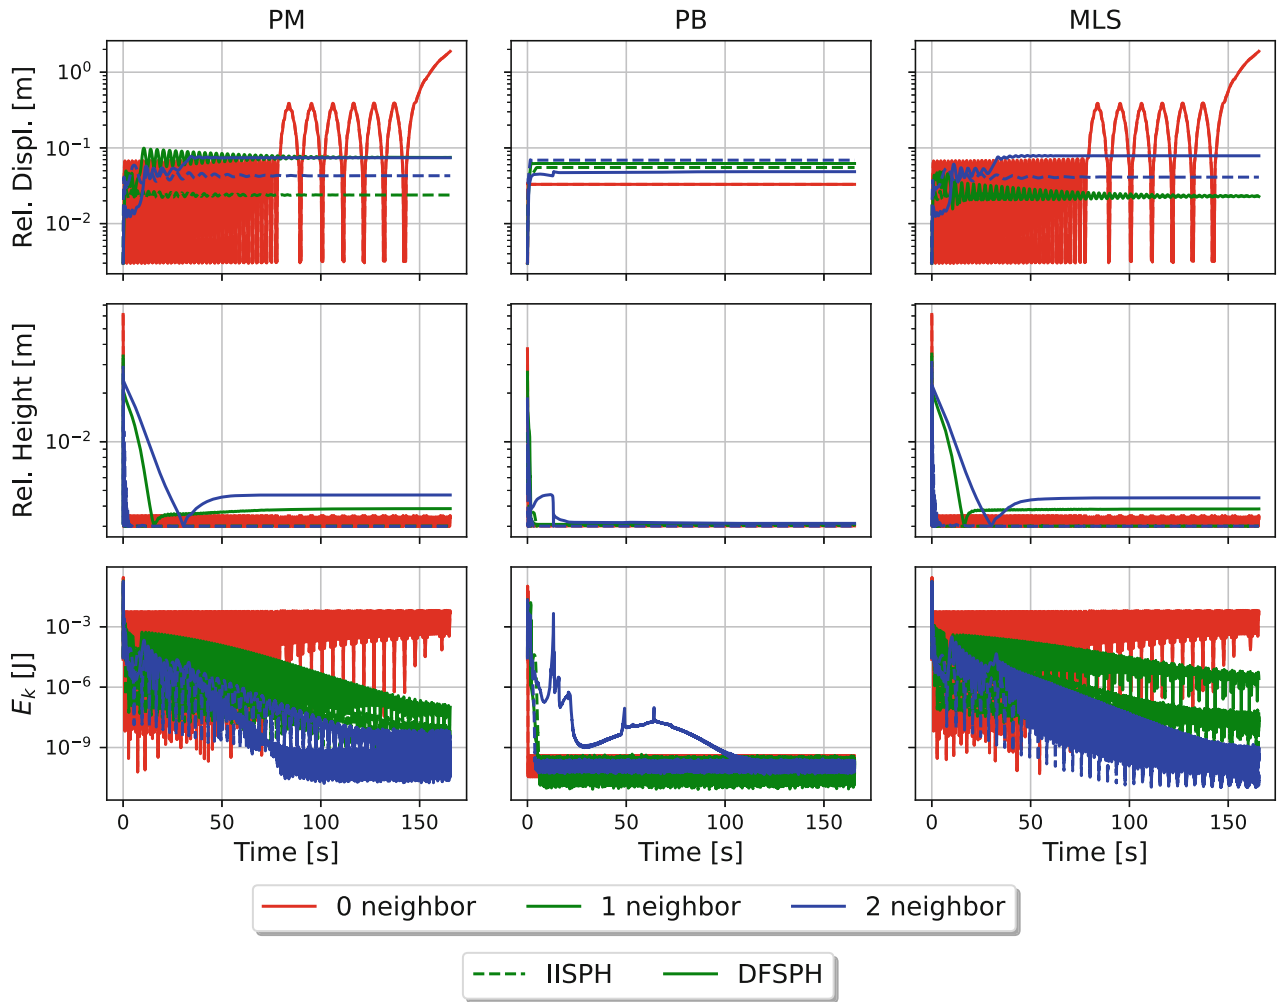 PM PB MLS
Rel. Displ. [m]
10^0
10^-1
10^-2
Rel. Height [m]
10^-2
E_k [J]
10^-3
10^-6
10^-9
0 50 100 150 0 50 100 150 0 50 100 150
Time [s] Time [s] Time [s]
0 neighbor 1 neighbor 2 neighbor
IISPH DFSPH